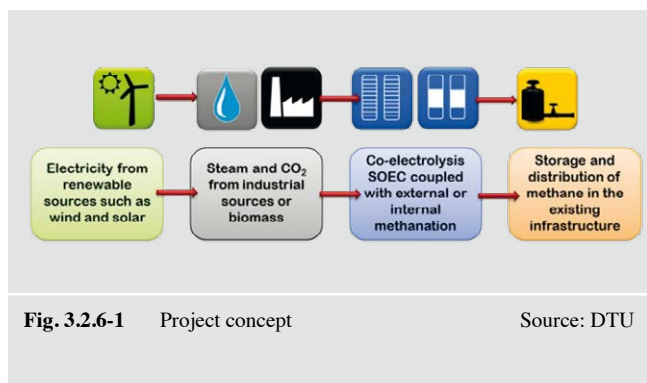 Electricity from
renewable
sources such as
wind and solar
Steam and CO₂
from industrial
sources or
biomass
Co-electrolysis
SOEC coupled
with external or
internal
methanation
Storage and
distribution of
methane in the
existing
infrastructure
Fig. 3.2.6-1 Project concept Source: DTU